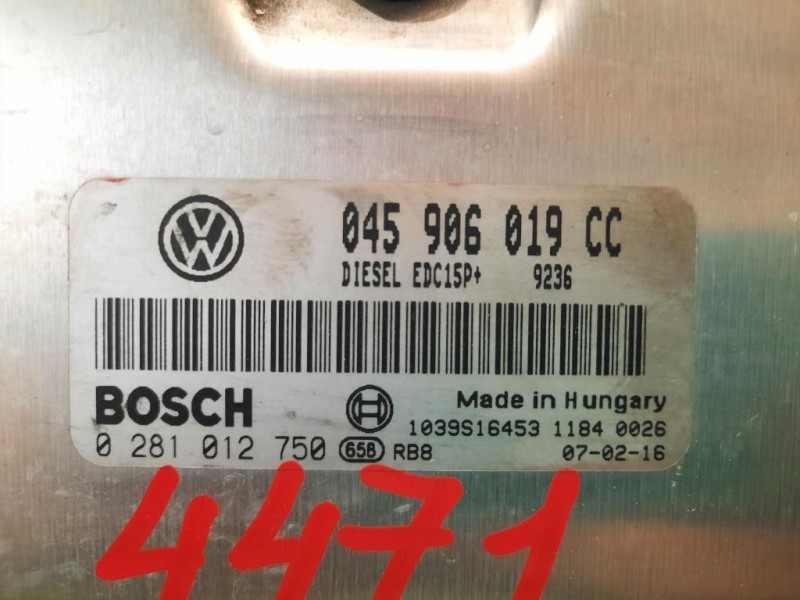 045 906 019 CC
DIESEL EDC15P+ 9236
BOSCH
Made in Hungary
1039S16453 1184 0026
0 281 012 750 658 RB8 07-02-16
4471